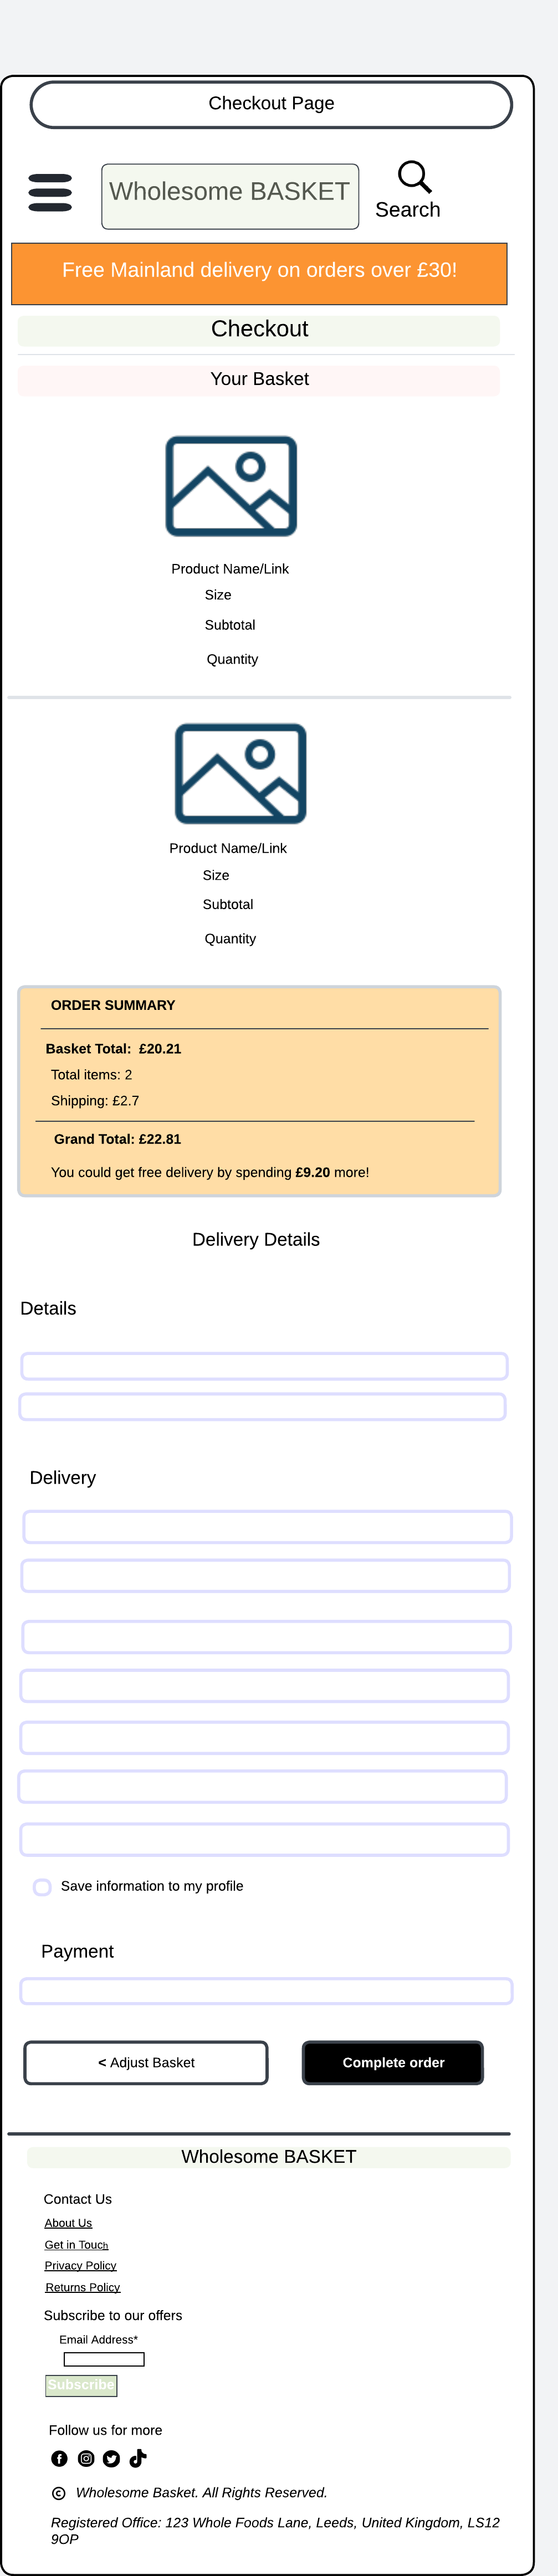 Checkout Page
Wholesome BASKET
Search
Free Mainland delivery on orders over £30!
Checkout
Your Basket
Product Name/Link
Size
Subtotal
Quantity
Product Name/Link
Size
Subtotal
Quantity
ORDER SUMMARY
Basket Total: £20.21
Total items: 2
Shipping: £2.7
Grand Total: £22.81
You could get free delivery by spending £9.20 more!
Delivery Details
Details
Delivery
Save information to my profile
Payment
< Adjust Basket
Complete order
Wholesome BASKET
Contact Us
About Us
Get in Touch
Privacy Policy
Returns Policy
Subscribe to our offers
Email Address*
Subscribe
Follow us for more
© Wholesome Basket. All Rights Reserved.
Registered Office: 123 Whole Foods Lane, Leeds, United Kingdom, LS12
9OP